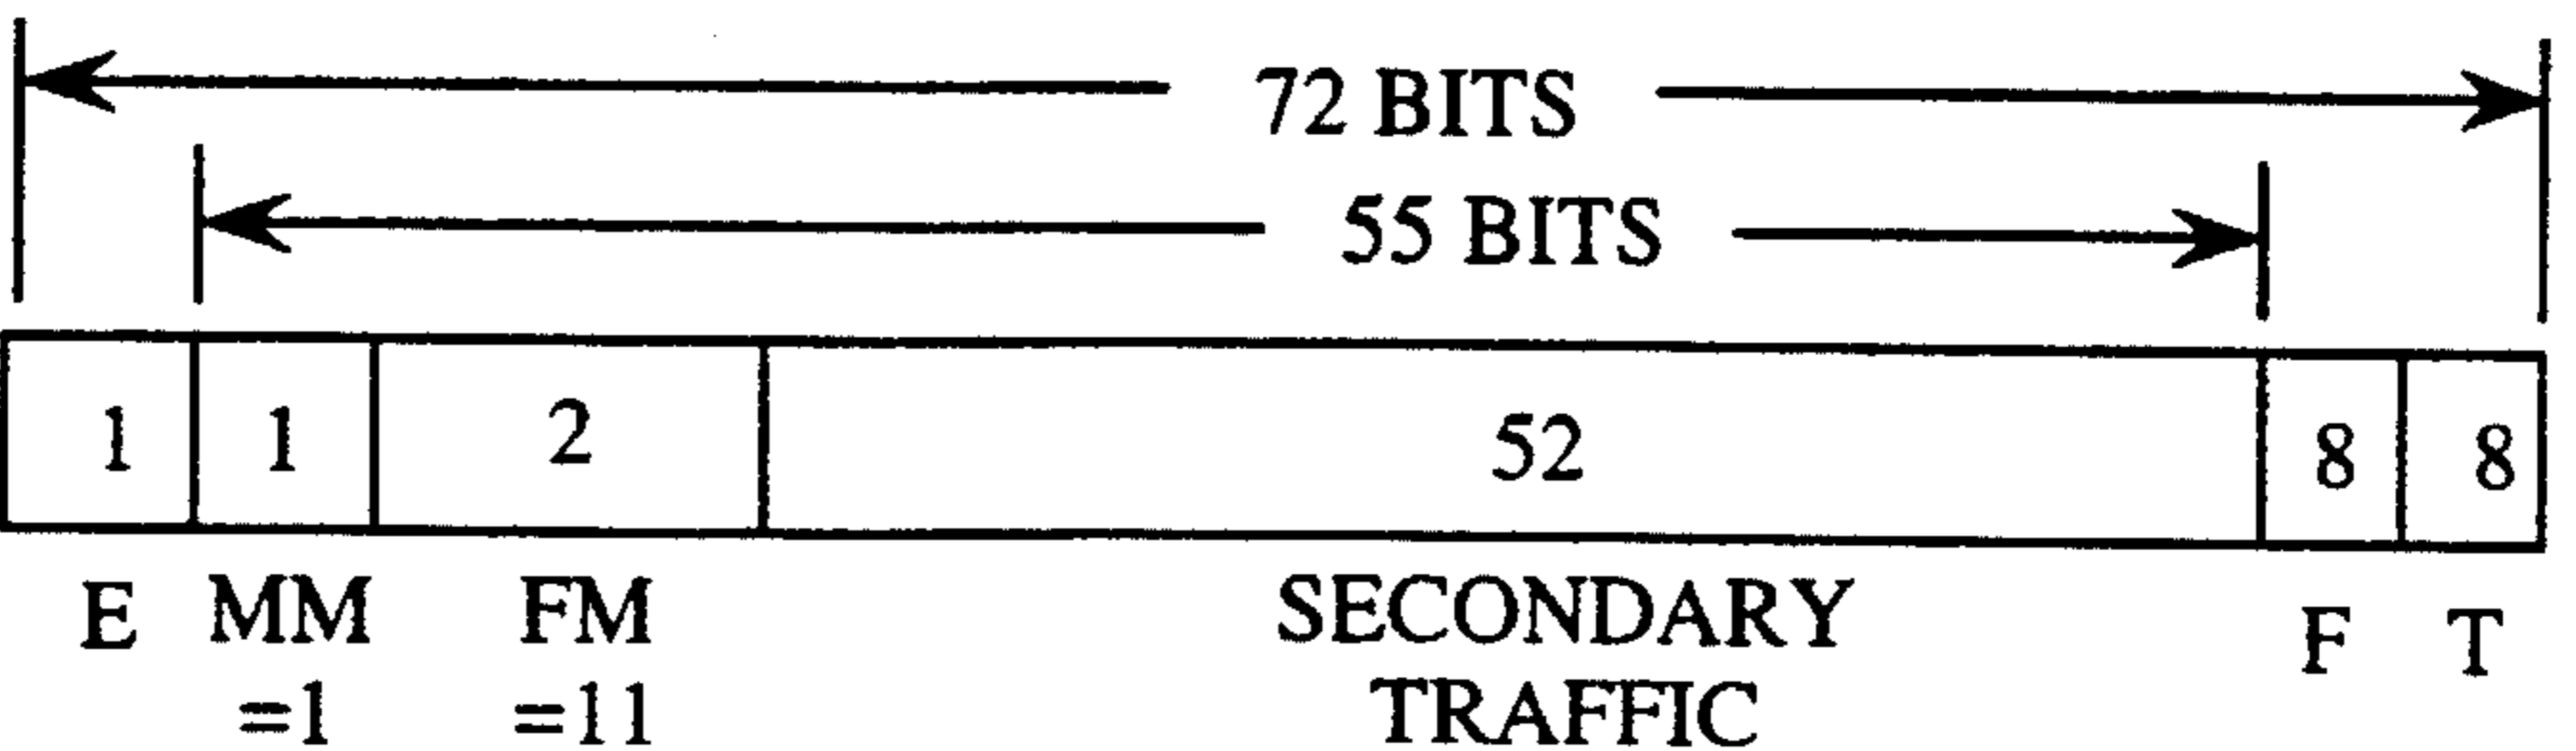 72 BITS
55 BITS
1 1 2 52 8 8
E MM FM SECONDARY F T
=1 =11 TRAFFIC